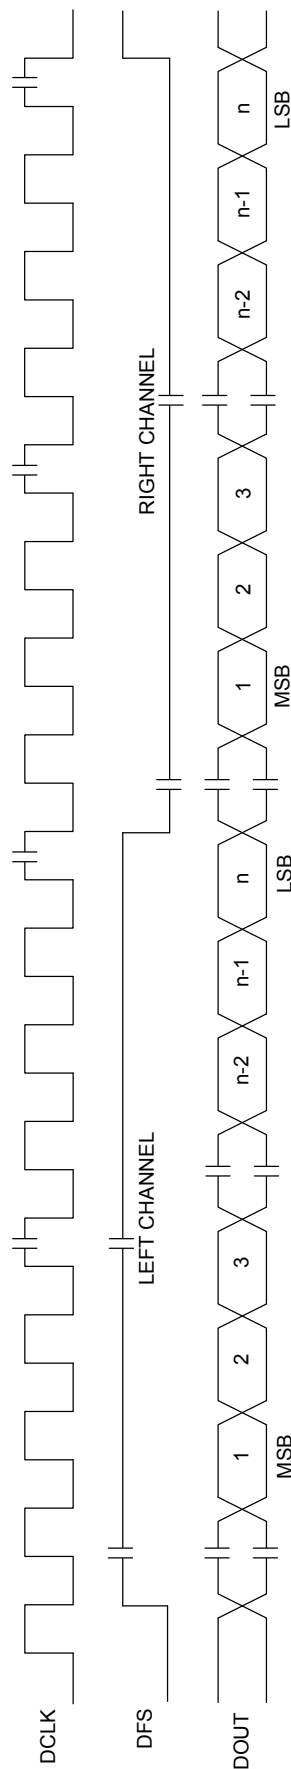 DCLK
DFS
LEFT CHANNEL
RIGHT CHANNEL
DOUT
1
2
3
n-2
n-1
n
1
2
3
n-2
n-1
n
MSB
LSB
MSB
LSB